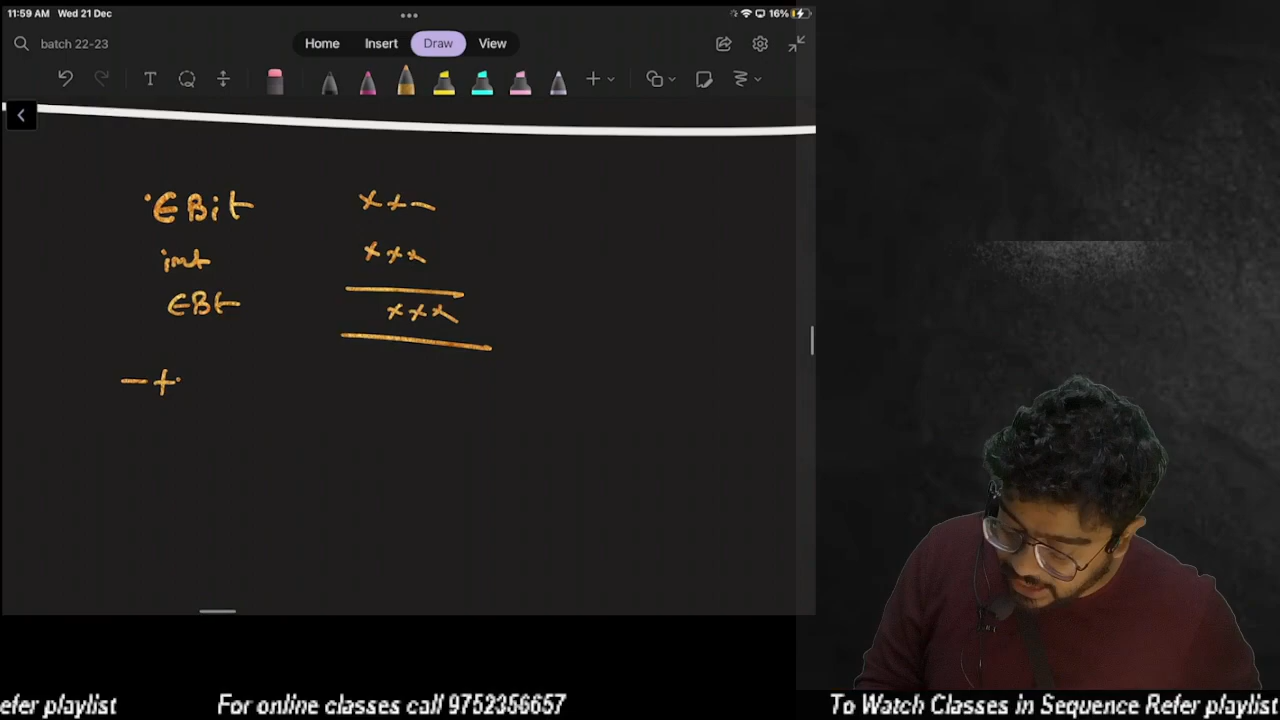 11:59 AM Wed 21 Dec
16%
batch 22-23
Home Insert Draw View
EBit xx
int xxx
EBt xxx
-+
efer playlist For online classes call 9752356657 To Watch Classes in Sequence Refer playlist